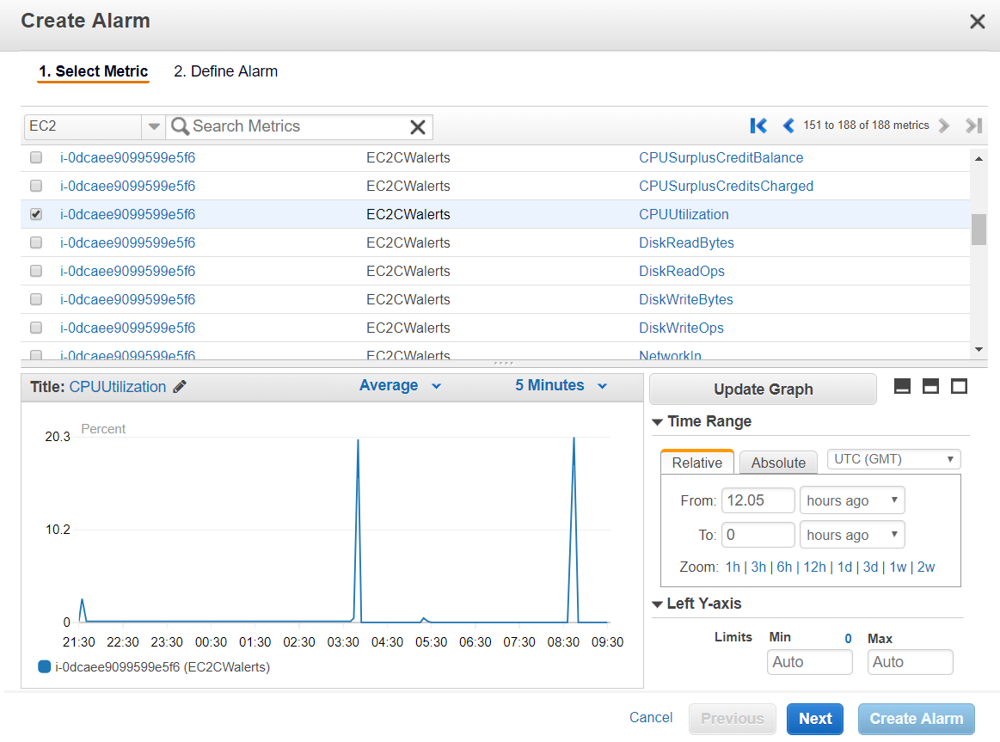 Create Alarm
1. Select Metric 2. Define Alarm
EC2 Search Metrics 151 to 188 of 188 metrics
i-0dcaee9099599e5f6 EC2CWalerts CPUSurplusCreditBalance
i-0dcaee9099599e5f6 EC2CWalerts CPUSurplusCreditsCharged
i-0dcaee9099599e5f6 EC2CWalerts CPUUtilization
i-0dcaee9099599e5f6 EC2CWalerts DiskReadBytes
i-0dcaee9099599e5f6 EC2CWalerts DiskReadOps
i-0dcaee9099599e5f6 EC2CWalerts DiskWriteBytes
i-0dcaee9099599e5f6 EC2CWalerts DiskWriteOps
i-0dcaee9099599e5f6 EC2CWalerts NetworkIn
Title: CPUUtilization Average 5 Minutes
Percent
20.3
10.2
0
21:30 22:30 23:30 00:30 01:30 02:30 03:30 04:30 05:30 06:30 07:30 08:30 09:30
i-0dcaee9099599e5f6 (EC2CWalerts)
Update Graph
Time Range
Relative Absolute UTC (GMT)
From: 12.05 hours ago
To: 0 hours ago
Zoom: 1h | 3h | 6h | 12h | 1d | 3d | 1w | 2w
Left Y-axis
Limits Min 0 Max
Auto Auto
Cancel Previous Next Create Alarm